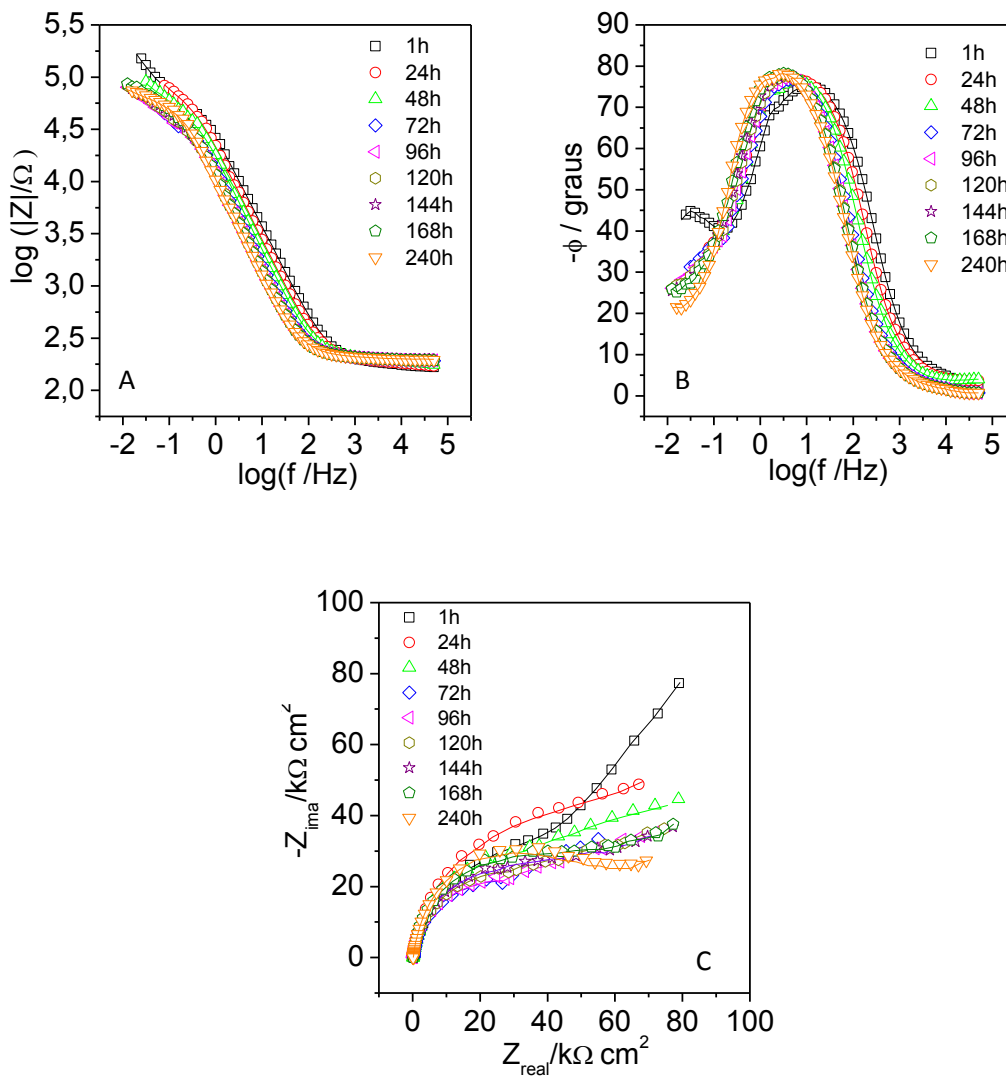 5,5
5,0
4,5
4,0
3,5
3,0
2,5
2,0
log (|Z|/Ω)
1h
24h
48h
72h
96h
120h
144h
168h
240h
A
-2 -1 0 1 2 3 4 5
log(f /Hz)
90
80
70
60
50
40
30
20
10
0
-ϕ / graus
1h
24h
48h
72h
96h
120h
144h
168h
240h
B
-2 -1 0 1 2 3 4 5
log(f /Hz)
100
80
60
40
20
0
-Zima/kΩ cm²
1h
24h
48h
72h
96h
120h
144h
168h
240h
C
0 20 40 60 80 100
Zreal/kΩ cm²